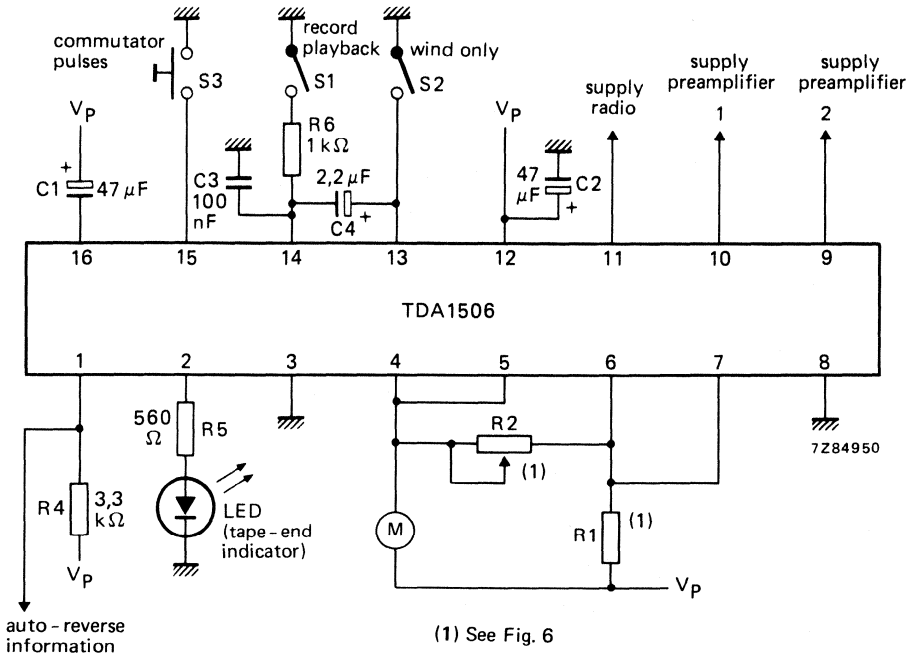 commutator
pulses
S3
record
playback
S1
wind only
S2
supply
radio
supply
preamplifier
1
supply
preamplifier
2
VP
+
C1
47 μF
R6
1 kΩ
C3
100
nF
2,2 μF
+
C4
VP
47
μF
C2
+
16
15
14
13
12
11
10
9
TDA1506
1
2
3
4
5
6
7
8
560
Ω
R5
R2
(1)
7Z84950
R4
3,3
kΩ
VP
LED
(tape-end
indicator)
M
R1
(1)
VP
auto-reverse
information
(1) See Fig. 6